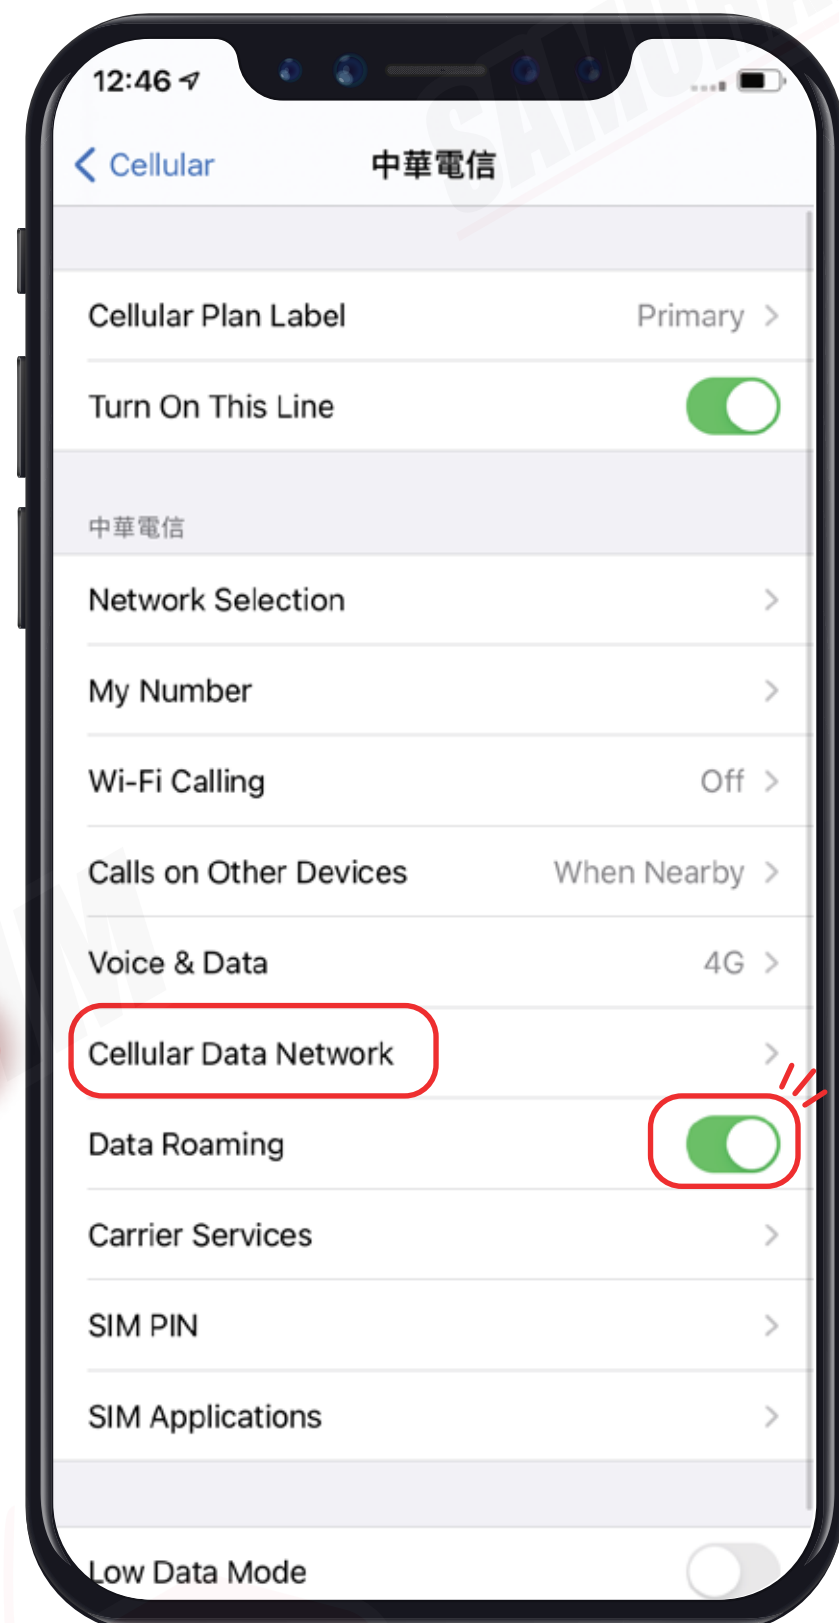 SAMURAI
12:46
Cellular
中華電信
Cellular Plan Label
Primary
Turn On This Line
中華電信
Network Selection
My Number
Wi-Fi Calling
Off
Calls on Other Devices
When Nearby
Voice & Data
4G
Cellular Data Network
Data Roaming
Carrier Services
SIM PIN
SIM Applications
Low Data Mode